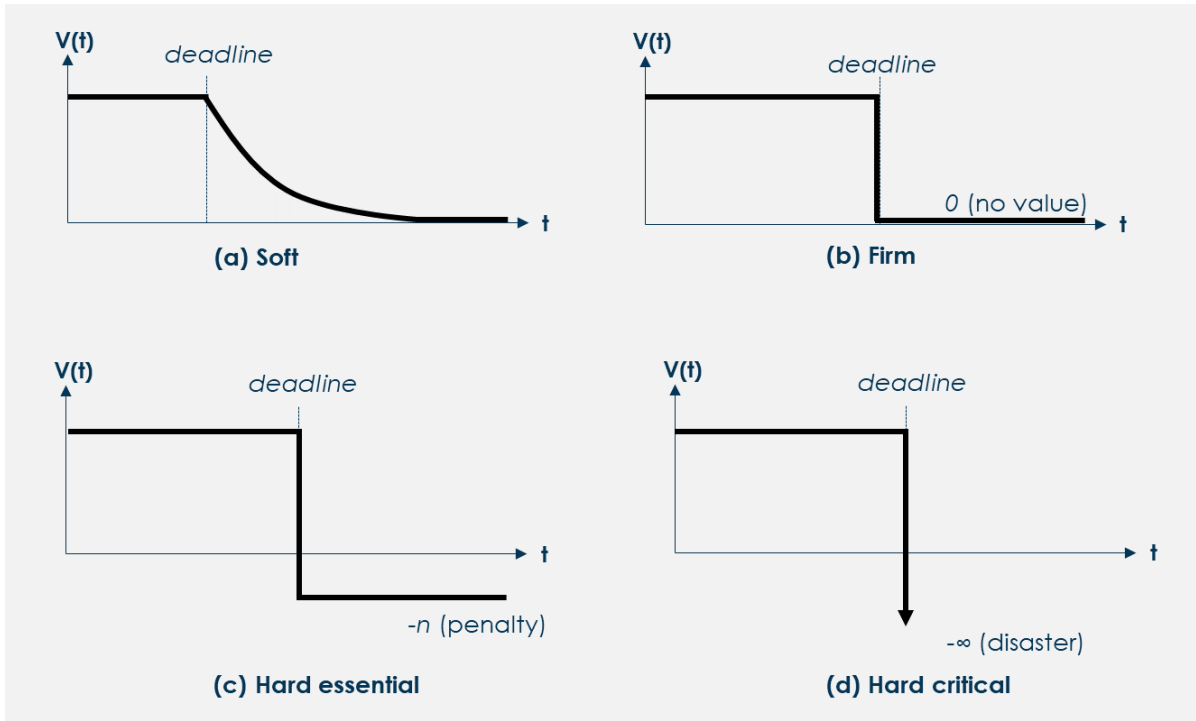 V(t)
deadline
t
(a) Soft
V(t)
deadline
0 (no value)
t
(b) Firm
V(t)
deadline
t
-n (penalty)
(c) Hard essential
V(t)
deadline
t
-∞ (disaster)
(d) Hard critical